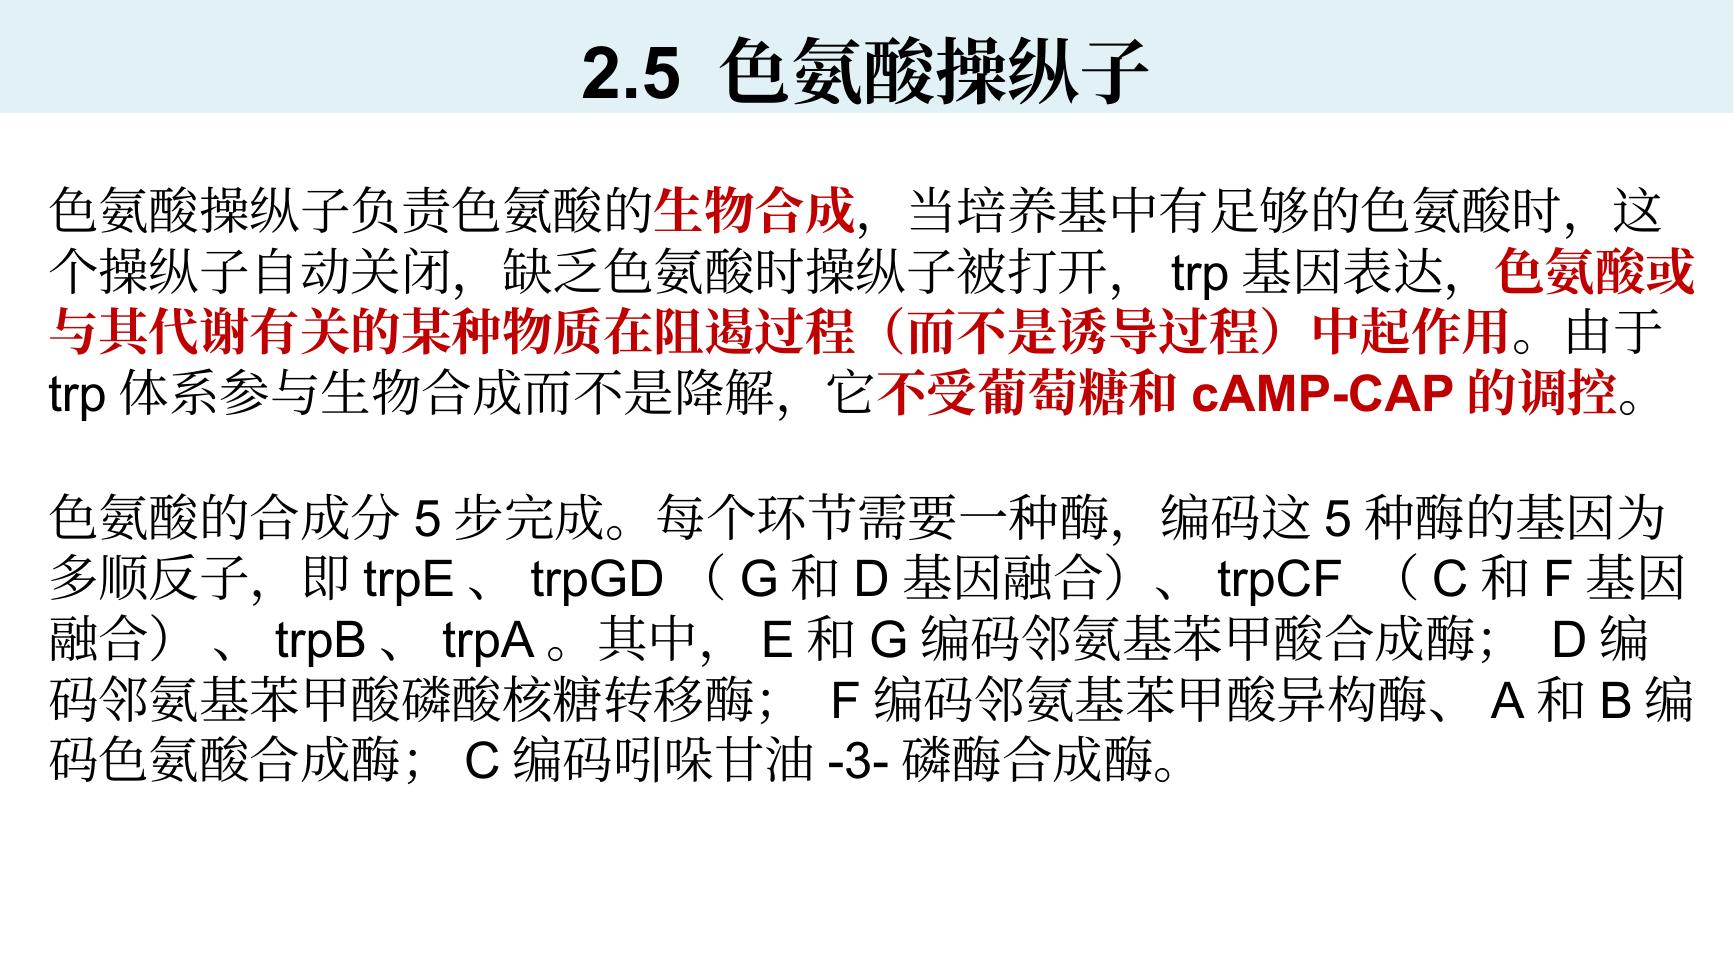 2.5 色氨酸操纵子
色氨酸操纵子负责色氨酸的生物合成，当培养基中有足够的色氨酸时，这
个操纵子自动关闭，缺乏色氨酸时操纵子被打开， trp 基因表达，色氨酸或
与其代谢有关的某种物质在阻遏过程（而不是诱导过程）中起作用。由于
trp 体系参与生物合成而不是降解，它不受葡萄糖和 cAMP-CAP 的调控。
色氨酸的合成分 5 步完成。每个环节需要一种酶，编码这 5 种酶的基因为
多顺反子，即 trpE 、 trpGD （ G 和 D 基因融合）、 trpCF （ C 和 F 基因
融合） 、 trpB 、 trpA 。其中， E 和 G 编码邻氨基苯甲酸合成酶； D 编
码邻氨基苯甲酸磷酸核糖转移酶； F 编码邻氨基苯甲酸异构酶、 A 和 B 编
码色氨酸合成酶； C 编码吲哚甘油 -3- 磷酶合成酶。